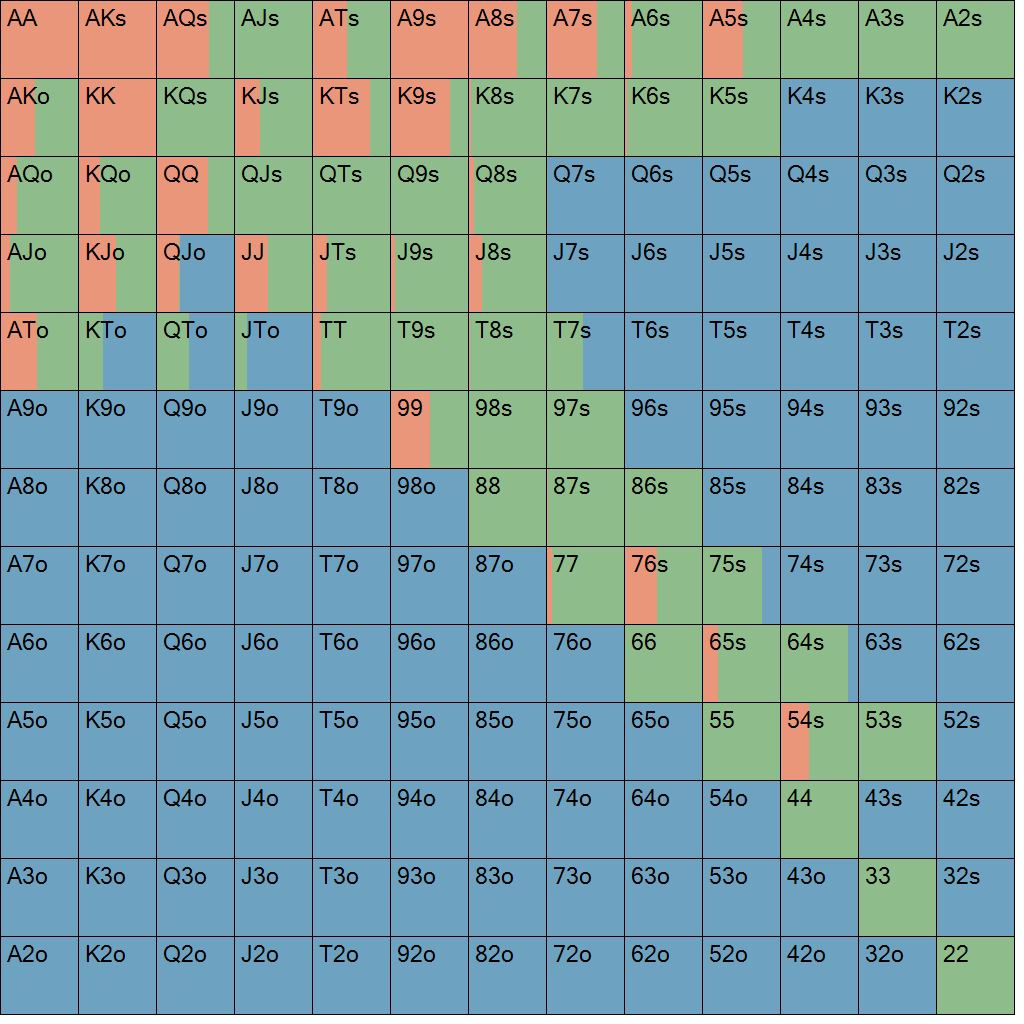 AA AKs AQs AJs ATs A9s A8s A7s A6s A5s A4s A3s A2s
AKo KK KQs KJs KTs K9s K8s K7s K6s K5s K4s K3s K2s
AQo KQo QQ QJs QTs Q9s Q8s Q7s Q6s Q5s Q4s Q3s Q2s
AJo KJo QJo JJ JTs J9s J8s J7s J6s J5s J4s J3s J2s
ATo KTo QTo JTo TT T9s T8s T7s T6s T5s T4s T3s T2s
A9o K9o Q9o J9o T9o 99 98s 97s 96s 95s 94s 93s 92s
A8o K8o Q8o J8o T8o 98o 88 87s 86s 85s 84s 83s 82s
A7o K7o Q7o J7o T7o 97o 87o 77 76s 75s 74s 73s 72s
A6o K6o Q6o J6o T6o 96o 86o 76o 66 65s 64s 63s 62s
A5o K5o Q5o J5o T5o 95o 85o 75o 65o 55 54s 53s 52s
A4o K4o Q4o J4o T4o 94o 84o 74o 64o 54o 44 43s 42s
A3o K3o Q3o J3o T3o 93o 83o 73o 63o 53o 43o 33 32s
A2o K2o Q2o J2o T2o 92o 82o 72o 62o 52o 42o 32o 22